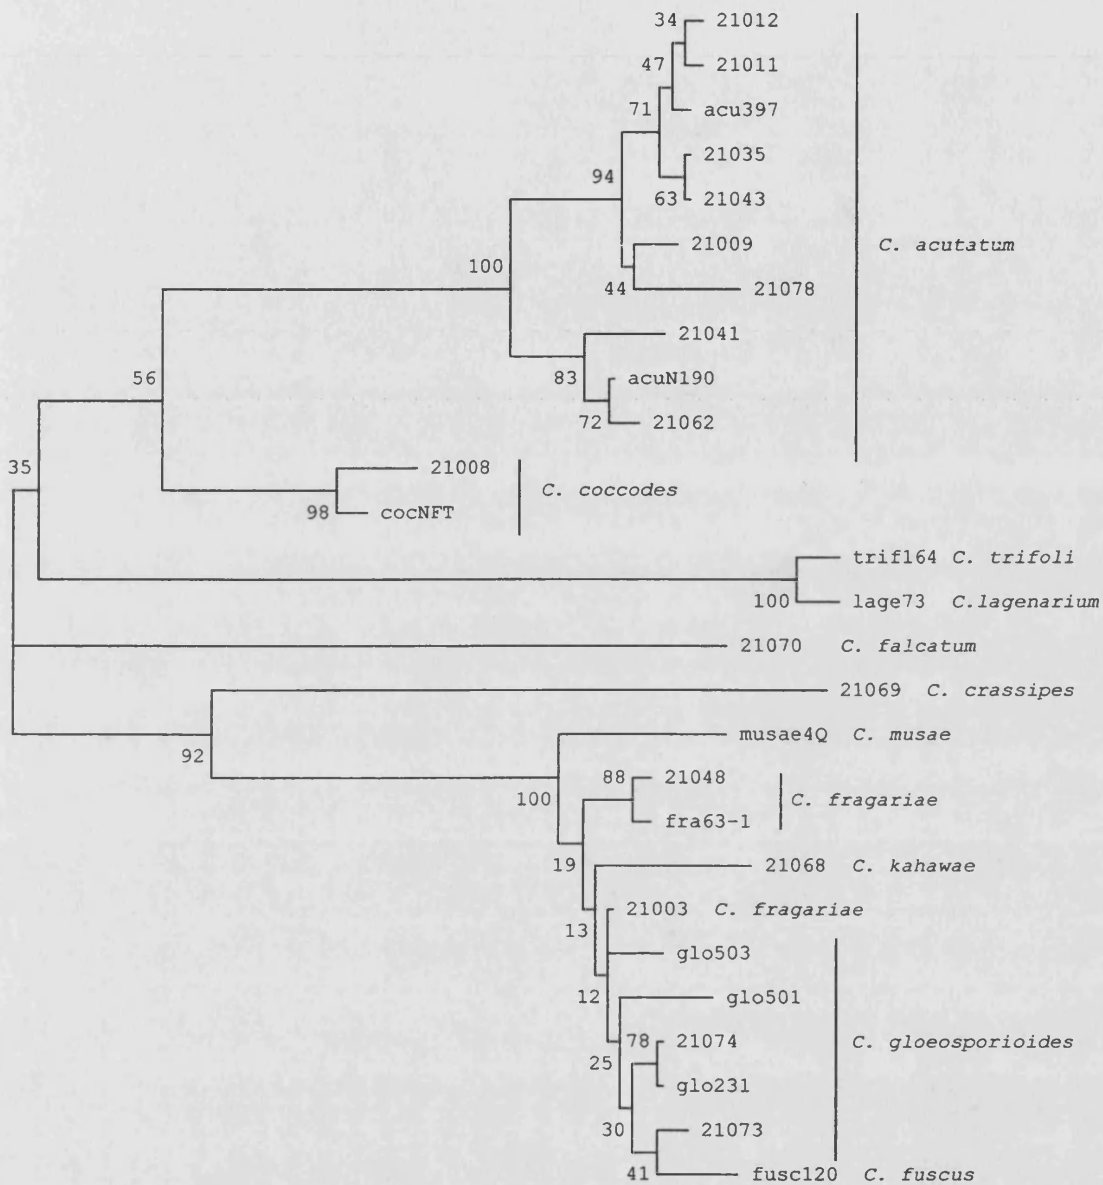 34 21012
47 21011
71 acu397
21035
94
63 21043
21009
C. acutatum
100
44 21078
21041
56
83 acuN190
72 21062
35
21008
C. coccodes
98 cocNFT
trif164 C. trifoli
100 lage73 C.lagenarium
21070 C. falcatum
21069 C. crassipes
musae4Q C. musae
92
88 21048
100
C. fragariae
fra63-1
19 21068 C. kahawae
21003 C. fragariae
13
glo503
12 glo501
78 21074
C. gloeosporioides
25
glo231
30 21073
41 fusc120 C. fuscus